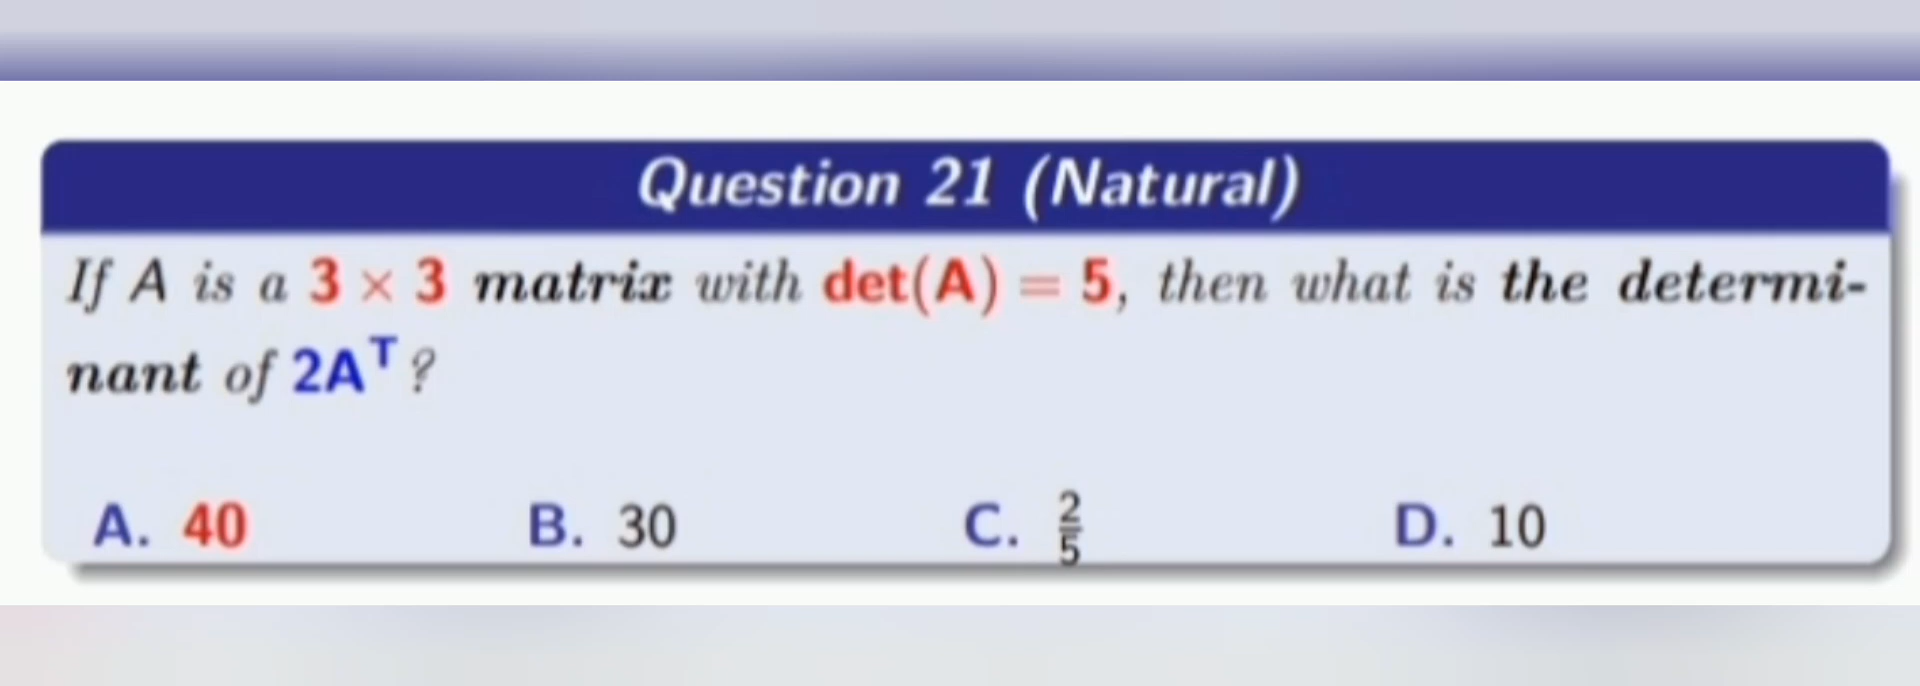 Question 21 (Natural)
If A is a 3 × 3 matrix with det(A) = 5, then what is the determi-
nant of 2Aᵀ?
A. 40 B. 30 C. 2/5 D. 10